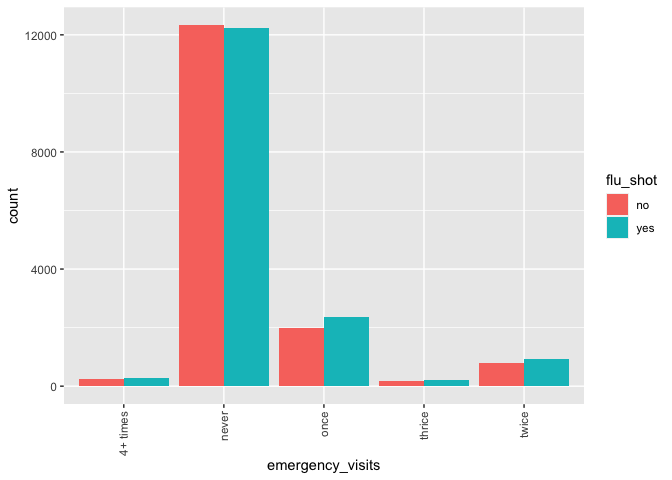 12000
8000
4000
0
count
4+ times
never
once
thrice
twice
emergency_visits
flu_shot
no
yes